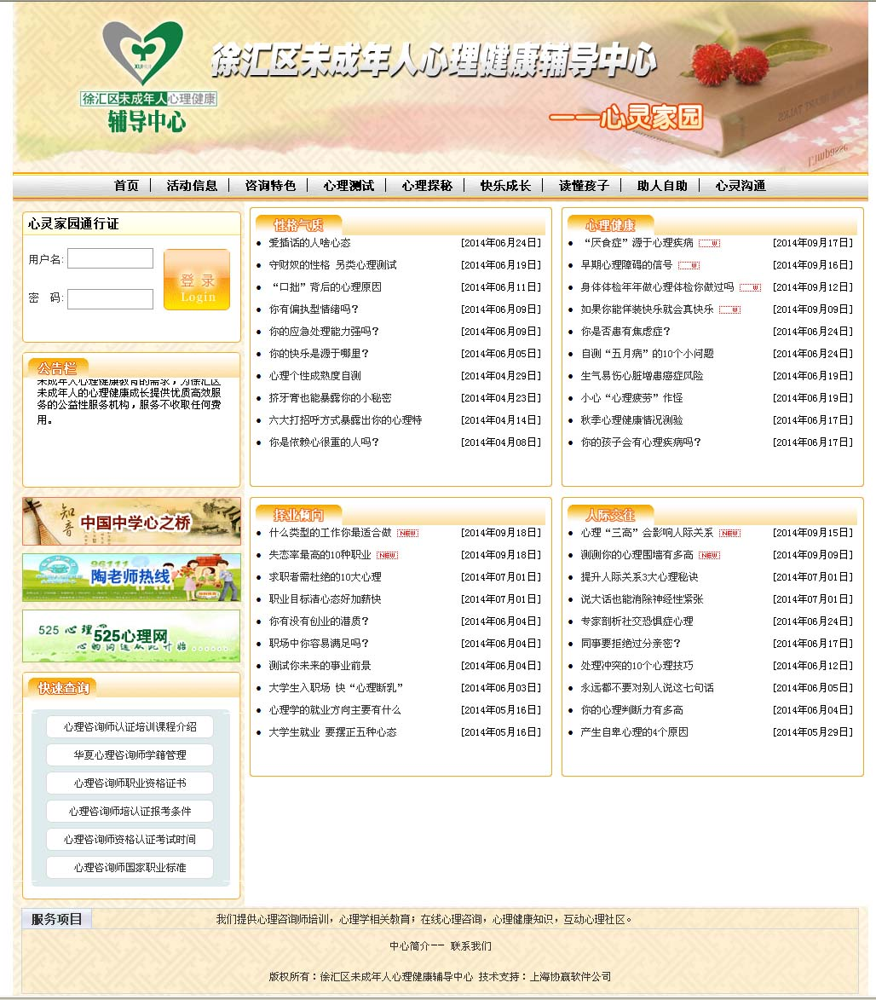 徐汇区未成年人心理健康
辅导中心
徐汇区未成年人心理健康辅导中心
——心灵家园
首页 | 活动信息 | 咨询特色 | 心理测试 | 心理探秘 | 快乐成长 | 读懂孩子 | 助人自助 | 心灵沟通
心灵家园通行证
用户名:
密 码:
登 录
Login
公告栏
未成年人心理健康教育的需求，为徐汇区
未成年人的心理健康成长提供优质高效服
务的公益性服务机构，服务不收取任何费
用。
知音
中国中学心之桥
96111
陶老师热线
525 心理
525心理网
心的问题从此计始......
快速查询
心理咨询师认证培训课程介绍
华夏心理咨询师学籍管理
心理咨询师职业资格证书
心理咨询师培认证报考条件
心理咨询师资格认证考试时间
心理咨询师国家职业标准
性格气质
爱插话的人啥心态 [2014年06月24日]
守财奴的性格 另类心理测试 [2014年06月19日]
“口拙”背后的心理原因 [2014年06月11日]
你有偏执型情绪吗？ [2014年06月09日]
你的应急处理能力强吗？ [2014年06月09日]
你的快乐是源于哪里？ [2014年06月05日]
心理个性成熟度自测 [2014年04月29日]
挤牙膏也能暴露你的小秘密 [2014年04月23日]
六大打招呼方式暴露出你的心理特 [2014年04月14日]
你是依赖心很重的人吗？ [2014年04月08日]
心理健康
“厌食症”源于心理疾病 [2014年09月17日]
早期心理障碍的信号 [2014年09月16日]
身体体检年年做心理体检你做过吗 [2014年09月12日]
如果你能佯装快乐就会真快乐 [2014年09月09日]
你是否患有焦虑症？ [2014年06月24日]
自测“五月病”的10个小问题 [2014年06月24日]
生气易伤心脏增患癌症风险 [2014年06月19日]
小心“心理疲劳”作怪 [2014年06月19日]
秋季心理健康情况测验 [2014年06月17日]
你的孩子会有心理疾病吗？ [2014年06月17日]
择业倾向
什么类型的工作你最适合做 NEW [2014年09月18日]
失恋率最高的10种职业 NEW [2014年09月18日]
求职者需杜绝的10大心理 [2014年07月01日]
职业目标清心态好加薪快 [2014年07月01日]
你有没有创业的潜质？ [2014年06月04日]
职场中你容易满足吗？ [2014年06月04日]
测试你未来的事业前景 [2014年06月04日]
大学生入职场 快“心理断乳” [2014年06月03日]
心理学的就业方向主要有什么 [2014年05月16日]
大学生就业 要摆正五种心态 [2014年05月16日]
人际交往
心理“三高”会影响人际关系 NEW [2014年09月15日]
测测你的心理围墙有多高 NEW [2014年09月09日]
提升人际关系3大心理秘诀 [2014年07月01日]
说大话也能消除神经性紧张 [2014年07月01日]
专家剖析社交恐惧症心理 [2014年06月24日]
同事要拒绝过分亲密？ [2014年06月17日]
处理冲突的10个心理技巧 [2014年06月12日]
永远都不要对别人说这七句话 [2014年06月05日]
你的心理判断力有多高 [2014年06月04日]
产生自卑心理的4个原因 [2014年05月29日]
服务项目
我们提供心理咨询师培训，心理学相关教育；在线心理咨询，心理健康知识，互动心理社区。
中心简介-- 联系我们
版权所有：徐汇区未成年人心理健康辅导中心 技术支持：上海协赢软件公司